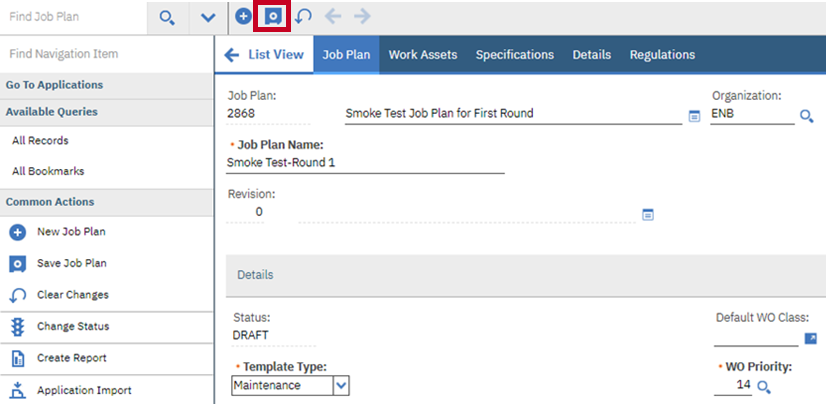 Find Job Plan
Find Navigation Item
Go To Applications
Available Queries
All Records
All Bookmarks
Common Actions
New Job Plan
Save Job Plan
Clear Changes
Change Status
Create Report
Application Import
List View Job Plan Work Assets Specifications Details Regulations
Job Plan: Organization:
2868 Smoke Test Job Plan for First Round ENB
* Job Plan Name:
Smoke Test-Round 1
Revision:
0
Details
Status: Default WO Class:
DRAFT
* Template Type: * WO Priority:
Maintenance 14